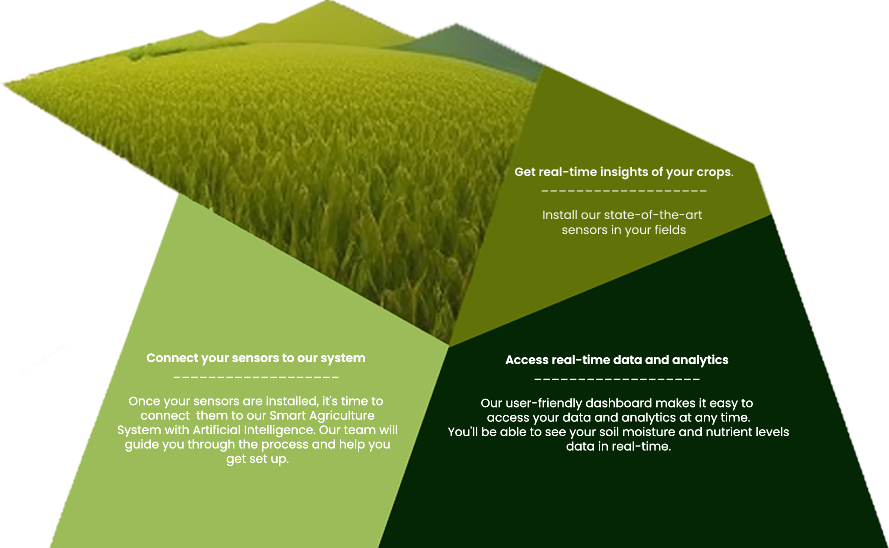 Get real-time insights of your crops.
___________________
Install our state-of-the-art
sensors in your fields
Connect your sensors to our system
___________________
Once your sensors are installed, it's time to
connect them to our Smart Agriculture
System with Artificial Intelligence. Our team will
guide you through the process and help you
get set up.
Access real-time data and analytics
___________________
Our user-friendly dashboard makes it easy to
access your data and analytics at any time.
You'll be able to see your soil moisture and nutrient levels
data in real-time.